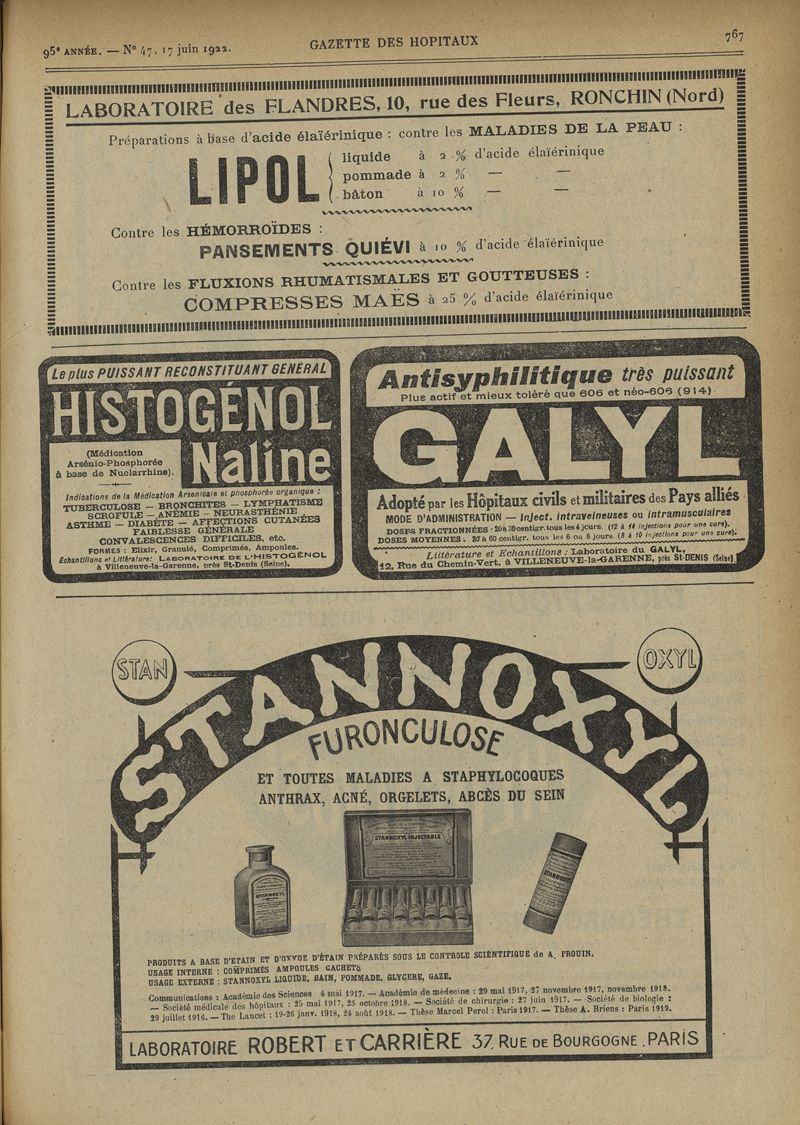 95e ANNÉE. — No 47, 17 juin 1922.
GAZETTE DES HOPITAUX
767
LABORATOIRE des FLANDRES, 10, rue des Fleurs, RONCHIN (Nord)
Préparations à base d'acide élaïérinique : contre les MALADIES DE LA PEAU :
LIPOL
liquide à 2 % d'acide élaïérinique
pommade à 2 % — —
bâton à 10 % — —
Contre les HÉMORROÏDES :
PANSEMENTS QUIÉVI à 10 % d'acide élaïérinique
Contre les FLUXIONS RHUMATISMALES ET GOUTTEUSES :
COMPRESSES MAËS à 25 % d'acide élaïérinique
Le plus PUISSANT RECONSTITUANT GENÉRAL
HISTOGÉNOL
(Médication
Arsénio-Phosphorée
à base de Nuclarrhine).
Naline
Indications de la Médication Arsenicale et phosphorée organique :
TUBERCULOSE — BRONCHITES — LYMPHATISME
SCROFULE — ANÉMIE — NEURASTHÉNIE
ASTHME — DIABÈTE — AFFECTIONS CUTANÉES
FAIBLESSE GÉNÉRALE
CONVALESCENCES DIFFICILES, etc.
FORMES : Elixir, Granulé, Comprimés, Ampoules.
Echantillons et Littérature : LABORATOIRE DE L'HISTOGÉNOL
à Villeneuve-la-Garenne, près St-Denis (Seine).
Antisyphilitique très puissant
Plus actif et mieux toléré que 606 et néo-606 (914)
GALYL
Adopté par les Hôpitaux civils et militaires des Pays alliés
MODE D'ADMINISTRATION — Inject. intraveineuses ou intramusculaires
DOSES FRACTIONNÉES : 20 à 30 centigr. tous les 4 jours. (12 à 14 injections pour une cure).
DOSES MOYENNES : 30 à 60 centigr. tous les 6 ou 8 jours. (8 à 10 injections pour une cure).
Littérature et Echantillons : Laboratoire du GALYL,
12, Rue du Chemin-Vert, à VILLENEUVE-la-GARENNE, près St-DENIS (Seine)
STAN
OXYL
STANNOXYL
FURONCULOSE
ET TOUTES MALADIES A STAPHYLOCOQUES
ANTHRAX, ACNÉ, ORGELETS, ABCÈS DU SEIN
STANNOXYL INJECTABLE
STANNOXYL
STANNOXYL
PRODUITS A BASE D'ETAIN ET D'OXYDE D'ÉTAIN PRÉPARÉS SOUS LE CONTROLE SCIENTIFIQUE de A. FROUIN.
USAGE INTERNE : COMPRIMÉS AMPOULES CACHETS
USAGE EXTERNE : STANNOXYL LIQUIDE, BAIN, POMMADE, GLYCERE, GAZE.
Communications : Académie des Sciences 4 mai 1917. — Académie de médecine : 29 mai 1917, 27 novembre 1917, novembre 1918.
— Société médicale des hôpitaux : 25 mai 1917, 25 octobre 1918. — Société de chirurgie : 27 juin 1917. — Société de biologie :
29 juillet 1916. — The Lancet : 19-26 janv. 1918, 24 août 1918. — Thèse Marcel Perol : Paris 1917. — Thèse A. Briens : Paris 1919.
LABORATOIRE ROBERT ET CARRIÈRE 37, RUE DE BOURGOGNE, PARIS